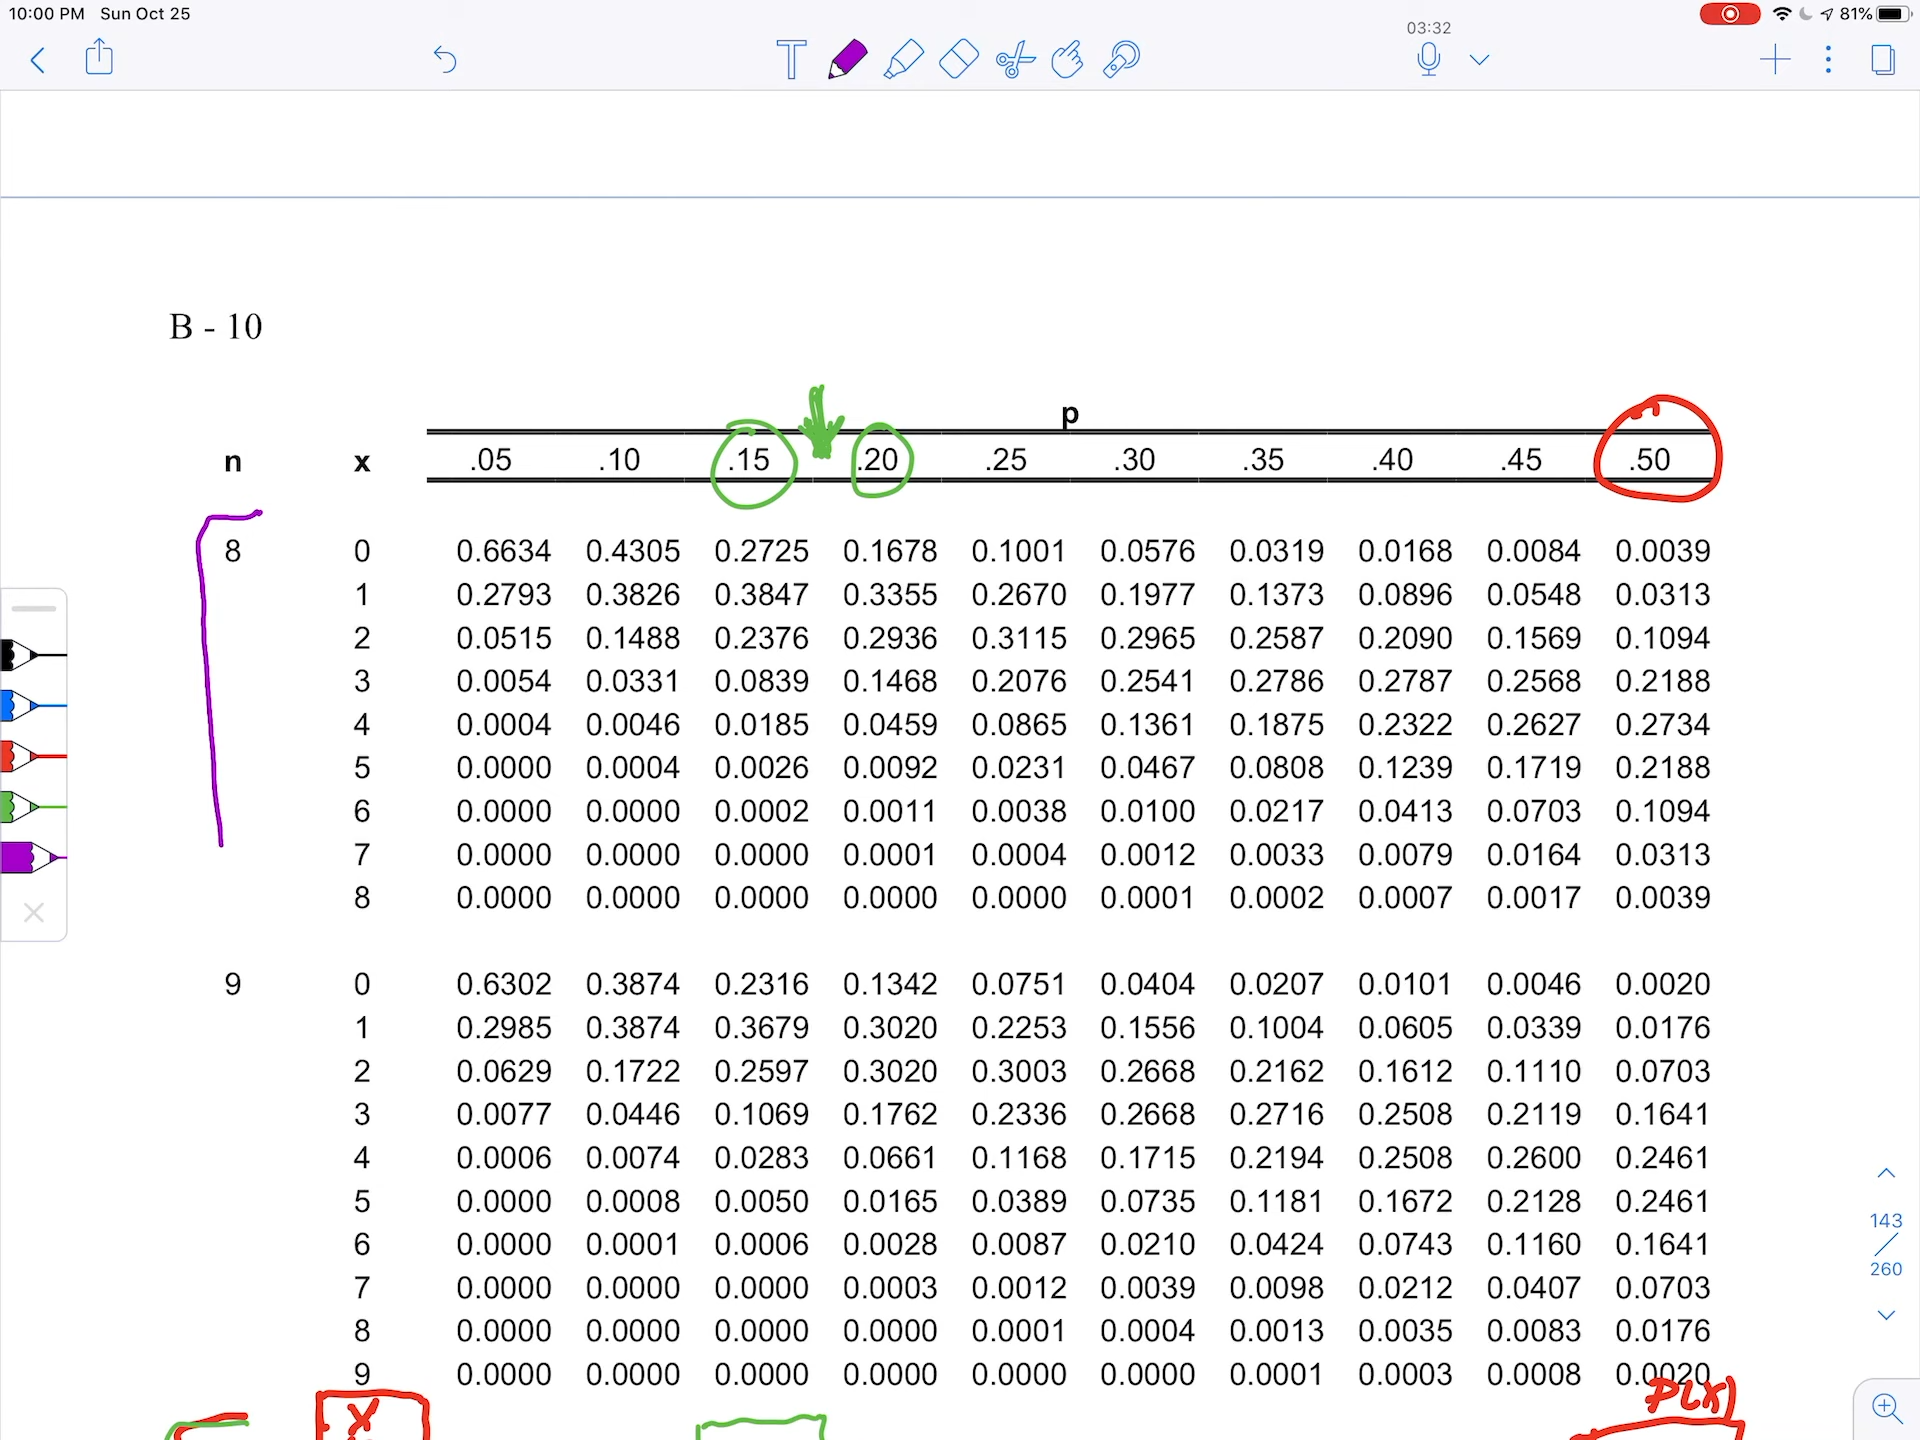 10:00 PM Sun Oct 25
81%
03:32
T
B - 10
p
n x .05 .10 .15 .20 .25 .30 .35 .40 .45 .50
8 0 0.6634 0.4305 0.2725 0.1678 0.1001 0.0576 0.0319 0.0168 0.0084 0.0039
1 0.2793 0.3826 0.3847 0.3355 0.2670 0.1977 0.1373 0.0896 0.0548 0.0313
2 0.0515 0.1488 0.2376 0.2936 0.3115 0.2965 0.2587 0.2090 0.1569 0.1094
3 0.0054 0.0331 0.0839 0.1468 0.2076 0.2541 0.2786 0.2787 0.2568 0.2188
4 0.0004 0.0046 0.0185 0.0459 0.0865 0.1361 0.1875 0.2322 0.2627 0.2734
5 0.0000 0.0004 0.0026 0.0092 0.0231 0.0467 0.0808 0.1239 0.1719 0.2188
6 0.0000 0.0000 0.0002 0.0011 0.0038 0.0100 0.0217 0.0413 0.0703 0.1094
7 0.0000 0.0000 0.0000 0.0001 0.0004 0.0012 0.0033 0.0079 0.0164 0.0313
8 0.0000 0.0000 0.0000 0.0000 0.0000 0.0001 0.0002 0.0007 0.0017 0.0039
9 0 0.6302 0.3874 0.2316 0.1342 0.0751 0.0404 0.0207 0.0101 0.0046 0.0020
1 0.2985 0.3874 0.3679 0.3020 0.2253 0.1556 0.1004 0.0605 0.0339 0.0176
2 0.0629 0.1722 0.2597 0.3020 0.3003 0.2668 0.2162 0.1612 0.1110 0.0703
3 0.0077 0.0446 0.1069 0.1762 0.2336 0.2668 0.2716 0.2508 0.2119 0.1641
4 0.0006 0.0074 0.0283 0.0661 0.1168 0.1715 0.2194 0.2508 0.2600 0.2461
5 0.0000 0.0008 0.0050 0.0165 0.0389 0.0735 0.1181 0.1672 0.2128 0.2461
6 0.0000 0.0001 0.0006 0.0028 0.0087 0.0210 0.0424 0.0743 0.1160 0.1641
7 0.0000 0.0000 0.0000 0.0003 0.0012 0.0039 0.0098 0.0212 0.0407 0.0703
8 0.0000 0.0000 0.0000 0.0000 0.0001 0.0004 0.0013 0.0035 0.0083 0.0176
9 0.0000 0.0000 0.0000 0.0000 0.0000 0.0000 0.0001 0.0003 0.0008 0.0020
X
P(X)
143
/
260